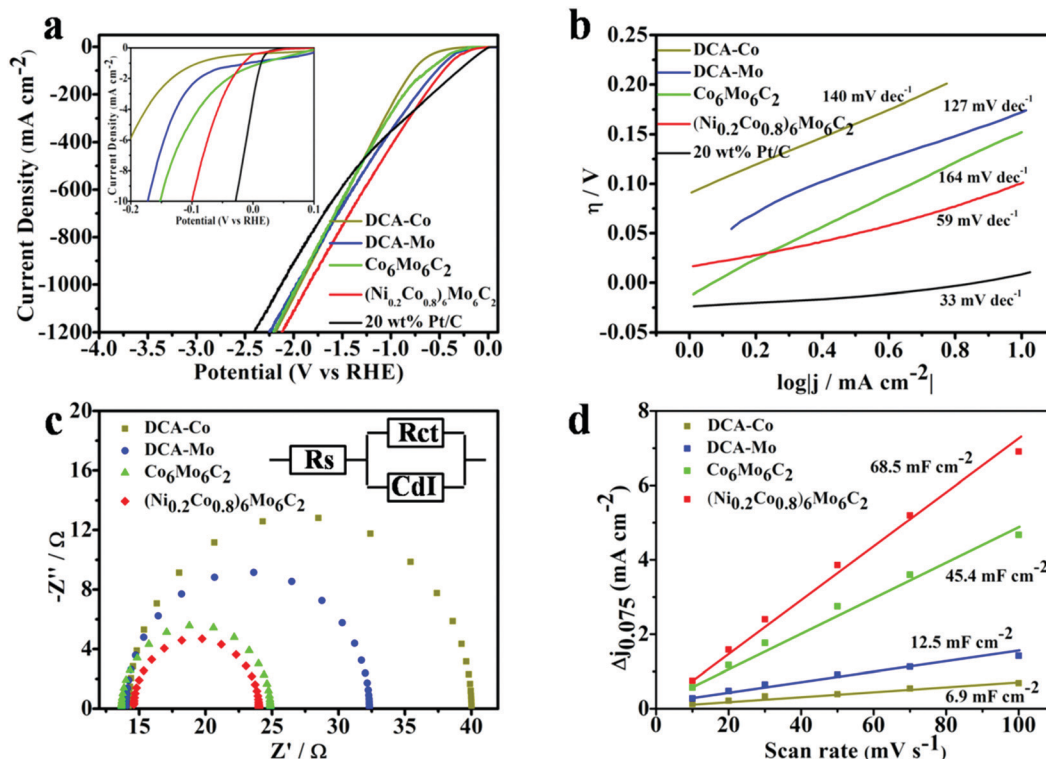 a
Current Density (mA cm⁻²)
0
-200
-400
-600
-800
-1000
-1200
-4.0 -3.5 -3.0 -2.5 -2.0 -1.5 -1.0 -0.5 0.0
Potential (V vs RHE)
Current Density (mA cm⁻²)
0
-2
-4
-6
-8
-10
-0.2 -0.1 0.0 0.1
Potential (V vs RHE)
DCA-Co
DCA-Mo
Co₆Mo₆C₂
(Ni₀.₂Co₀.₈)₆Mo₆C₂
20 wt% Pt/C
b
η / V
0.20
0.15
0.10
0.05
0.00
-0.05
0.0 0.2 0.4 0.6 0.8 1.0
log|j / mA cm⁻²|
DCA-Co
DCA-Mo
Co₆Mo₆C₂
(Ni₀.₂Co₀.₈)₆Mo₆C₂
20 wt% Pt/C
140 mV dec⁻¹
127 mV dec⁻¹
164 mV dec⁻¹
59 mV dec⁻¹
33 mV dec⁻¹
c
-Z'' / Ω
20
16
12
8
4
0
15 20 25 30 35 40
Z' / Ω
DCA-Co
DCA-Mo
Co₆Mo₆C₂
(Ni₀.₂Co₀.₈)₆Mo₆C₂
Rs
Rct
CdI
d
Δj₀.₀₇₅ (mA cm⁻²)
8
6
4
2
0
20 40 60 80 100
Scan rate (mV s⁻¹)
DCA-Co
DCA-Mo
Co₆Mo₆C₂
(Ni₀.₂Co₀.₈)₆Mo₆C₂
68.5 mF cm⁻²
45.4 mF cm⁻²
12.5 mF cm⁻²
6.9 mF cm⁻²